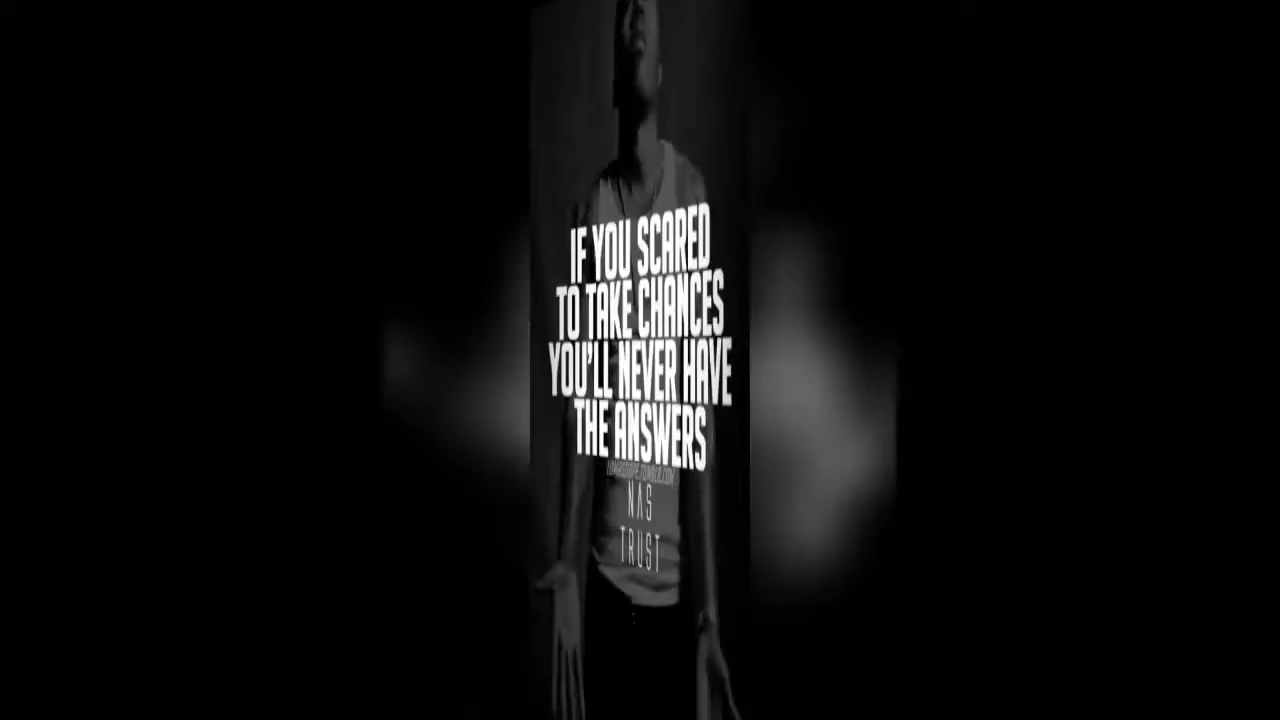 IF YOU SCARED
TO TAKE CHANCES
YOU'LL NEVER HAVE
THE ANSWERS
NAS
TRUST